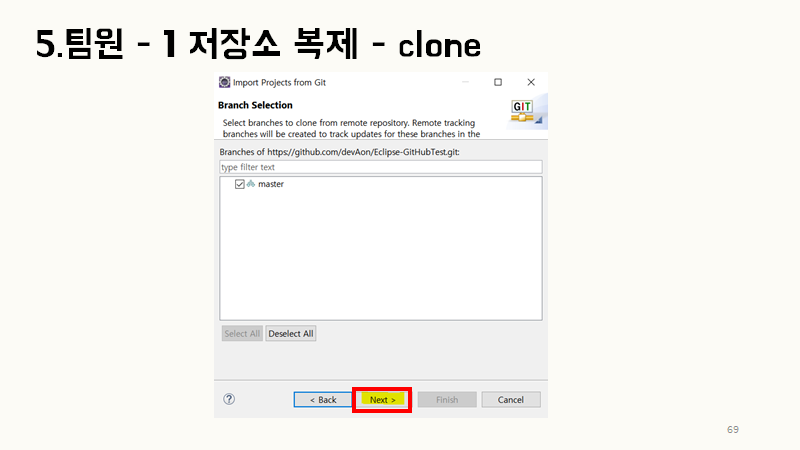 5.팀원 - 1 저장소 복제 - clone
Import Projects from Git
Branch Selection
Select branches to clone from remote repository. Remote tracking
branches will be created to track updates for these branches in the
GIT
Branches of https://github.com/devAon/Eclipse-GitHubTest.git:
type filter text
master
Select All Deselect All
? < Back Next > Finish Cancel
69